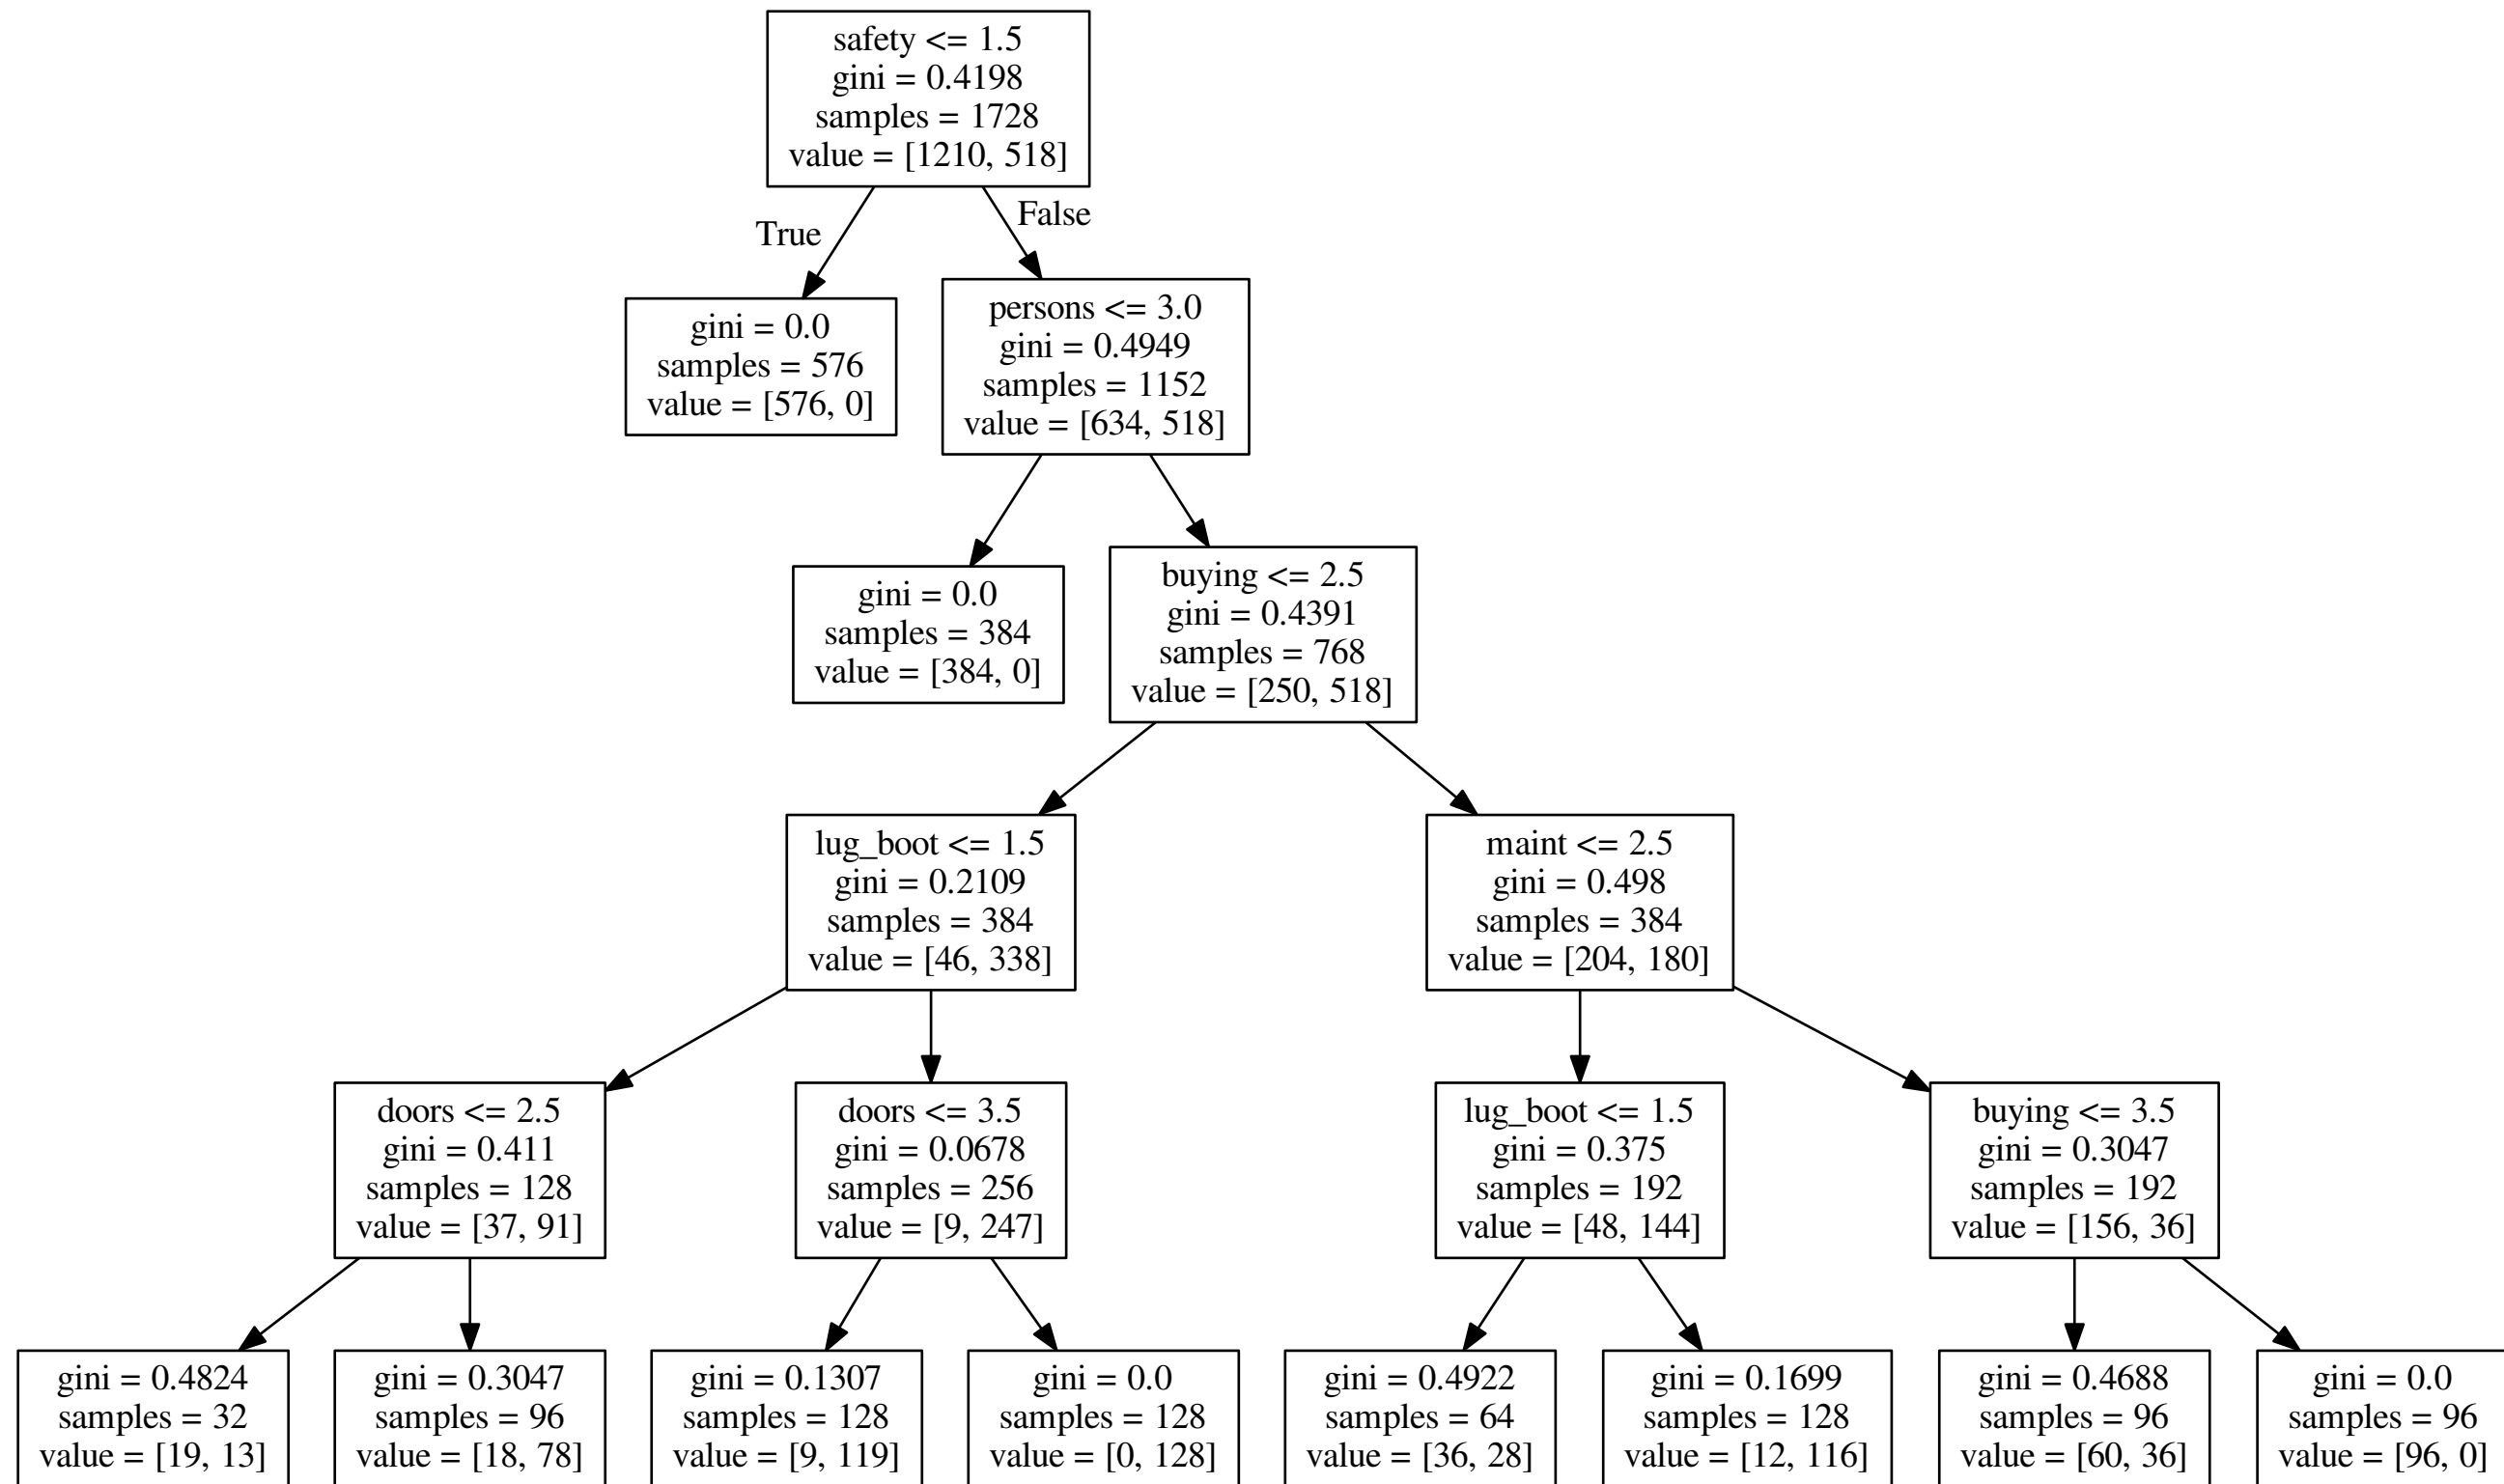 safety <= 1.5
gini = 0.4198
samples = 1728
value = [1210, 518]
True
False
gini = 0.0
samples = 576
value = [576, 0]
persons <= 3.0
gini = 0.4949
samples = 1152
value = [634, 518]
gini = 0.0
samples = 384
value = [384, 0]
buying <= 2.5
gini = 0.4391
samples = 768
value = [250, 518]
lug_boot <= 1.5
gini = 0.2109
samples = 384
value = [46, 338]
maint <= 2.5
gini = 0.498
samples = 384
value = [204, 180]
doors <= 2.5
gini = 0.411
samples = 128
value = [37, 91]
doors <= 3.5
gini = 0.0678
samples = 256
value = [9, 247]
lug_boot <= 1.5
gini = 0.375
samples = 192
value = [48, 144]
buying <= 3.5
gini = 0.3047
samples = 192
value = [156, 36]
gini = 0.4824
samples = 32
value = [19, 13]
gini = 0.3047
samples = 96
value = [18, 78]
gini = 0.1307
samples = 128
value = [9, 119]
gini = 0.0
samples = 128
value = [0, 128]
gini = 0.4922
samples = 64
value = [36, 28]
gini = 0.1699
samples = 128
value = [12, 116]
gini = 0.4688
samples = 96
value = [60, 36]
gini = 0.0
samples = 96
value = [96, 0]